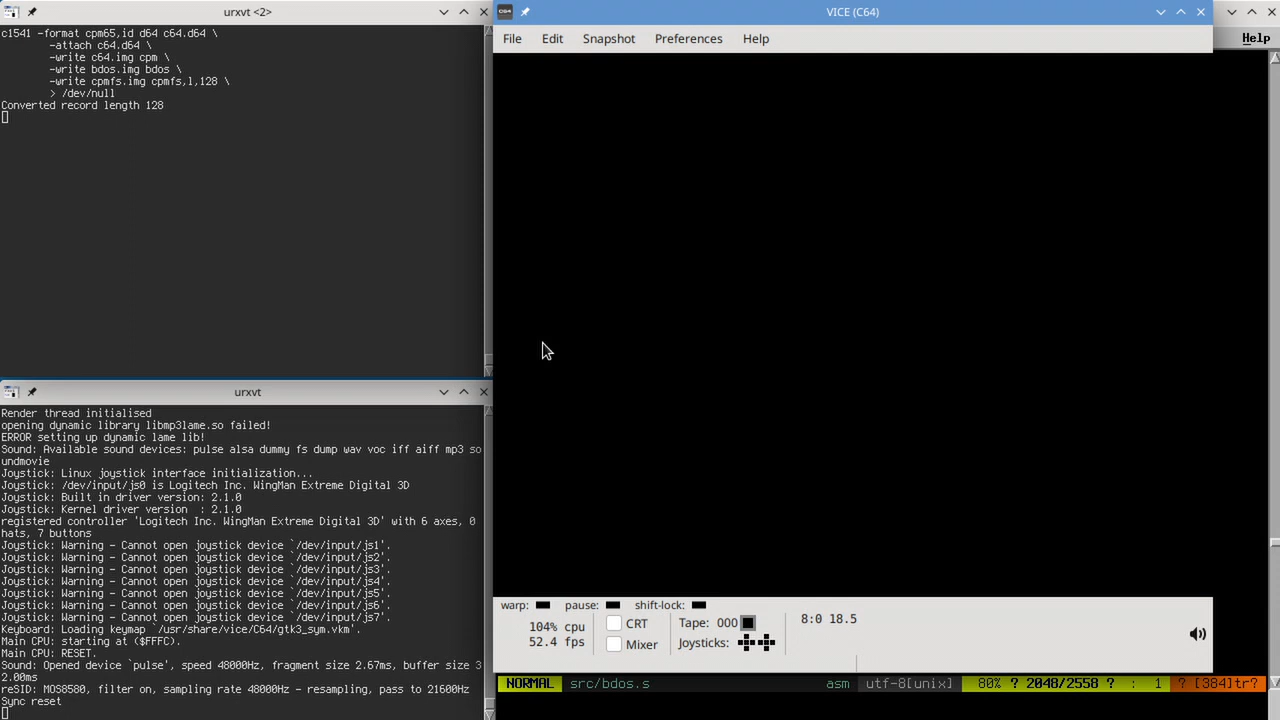 urxvt <2>
c1541 -format cpm65,id d64 c64.d64 \
-attach c64.d64 \
-write c64.img cpm \
-write bdos.img bdos \
-write cpmfs.img cpmfs,l,128 \
> /dev/null
Converted record length 128
urxvt
Render thread initialised
opening dynamic library libmp3lame.so failed!
ERROR setting up dynamic lame lib!
Sound: Available sound devices: pulse alsa dummy fs dump wav voc iff aiff mp3 so
undmovie
Joystick: Linux joystick interface initialization...
Joystick: /dev/input/js0 is Logitech Inc. WingMan Extreme Digital 3D
Joystick: Built in driver version: 2.1.0
Joystick: Kernel driver version  : 2.1.0
registered controller 'Logitech Inc. WingMan Extreme Digital 3D' with 6 axes, 0
hats, 7 buttons
Joystick: Warning - Cannot open joystick device `/dev/input/js1'.
Joystick: Warning - Cannot open joystick device `/dev/input/js2'.
Joystick: Warning - Cannot open joystick device `/dev/input/js3'.
Joystick: Warning - Cannot open joystick device `/dev/input/js4'.
Joystick: Warning - Cannot open joystick device `/dev/input/js5'.
Joystick: Warning - Cannot open joystick device `/dev/input/js6'.
Joystick: Warning - Cannot open joystick device `/dev/input/js7'.
Keyboard: Loading keymap `/usr/share/vice/C64/gtk3_sym.vkm'.
Main CPU: starting at ($FFFC).
Main CPU: RESET.
Sound: Opened device `pulse', speed 48000Hz, fragment size 2.67ms, buffer size 3
2.00ms
reSID: MOS8580, filter on, sampling rate 48000Hz - resampling, pass to 21600Hz
Sync reset
C64
VICE (C64)
File Edit Snapshot Preferences Help
Help
warp: pause: shift-lock:
104% cpu
52.4 fps
CRT
Mixer
Tape: 000
Joysticks:
8:0 18.5
NORMAL src/bdos.s asm utf-8[unix] 80% ? 2048/2558 ? : 1 ? [384]tr?